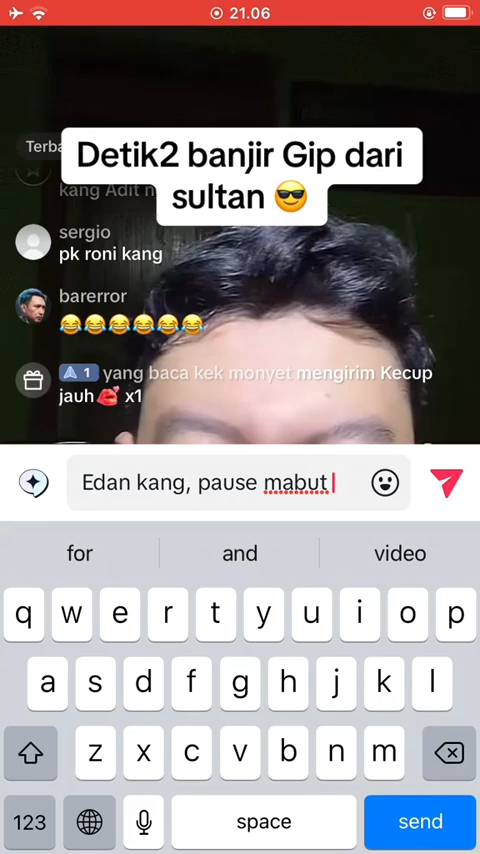 21.06
Terba
Detik2 banjir Gip dari
sultan 😎
kang Adit n
sergio
pk roni kang
barerror
😂😂😂😂😂😂
1 yang baca kek monyet mengirim Kecup
jauh💋 x1
Edan kang, pause mabut
for and video
q w e r t y u i o p
a s d f g h j k l
z x c v b n m
123 space send